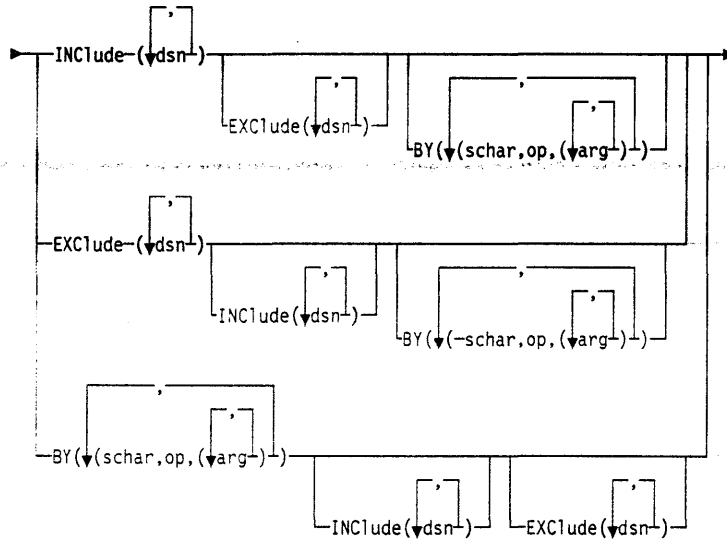 ,
INClude (dsn)
, ,
, ,
EXClude(dsn)
BY((schar,op,(arg)))
,
EXClude (dsn)
, ,
,
INClude(dsn)
BY((schar,op,(arg)))
,
,
BY((schar,op,(arg)))
, ,
INClude(dsn) EXClude(dsn)